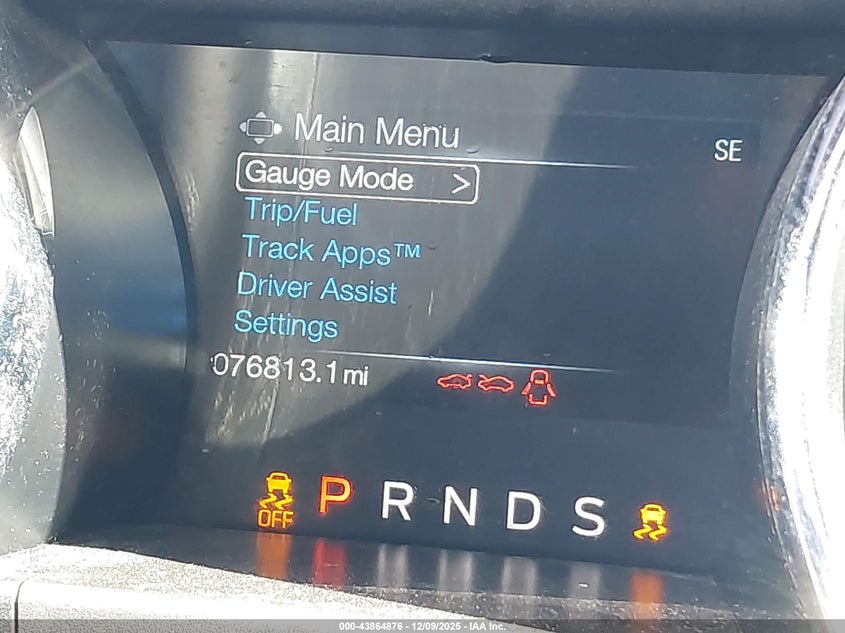 Main Menu
SE
Gauge Mode >
Trip/Fuel
Track Apps™
Driver Assist
Settings
076813.1 mi
OFF P R N D S
000-43864876 - 12/09/2025 - IAA Inc.